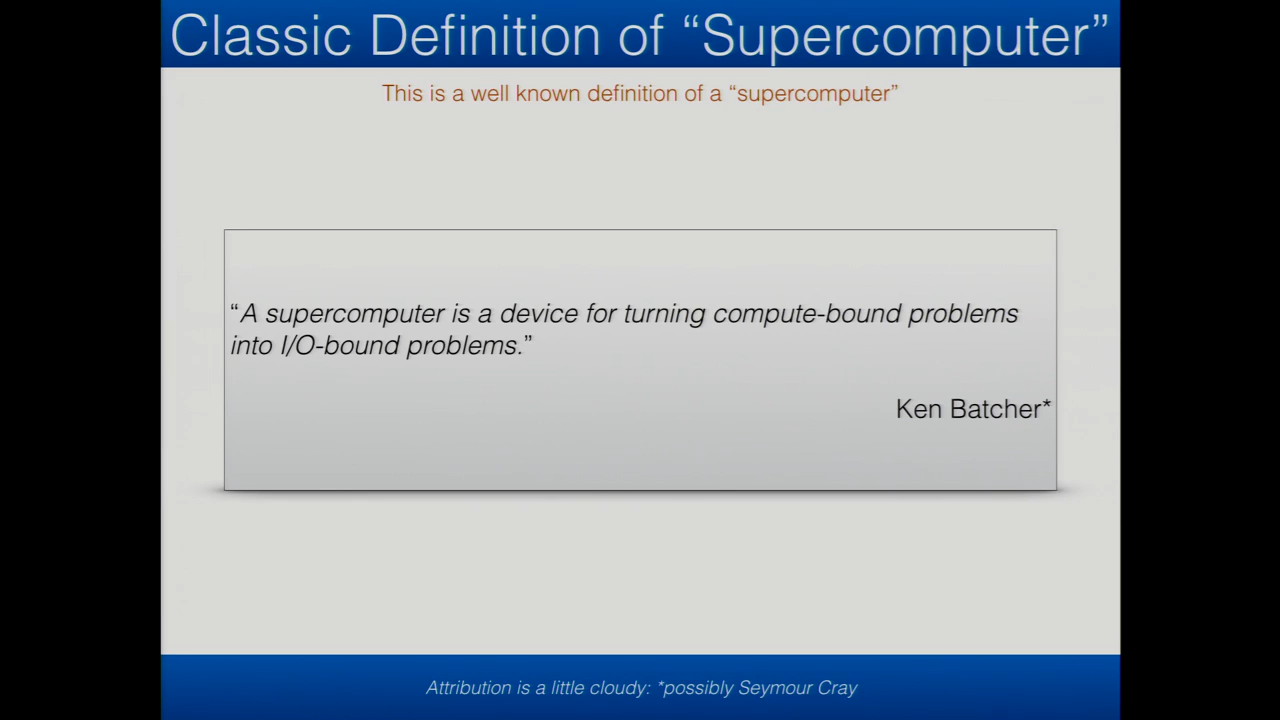 Classic Definition of “Supercomputer”
This is a well known definition of a “supercomputer”
“A supercomputer is a device for turning compute-bound problems
into I/O-bound problems.”
Ken Batcher*
Attribution is a little cloudy: *possibly Seymour Cray